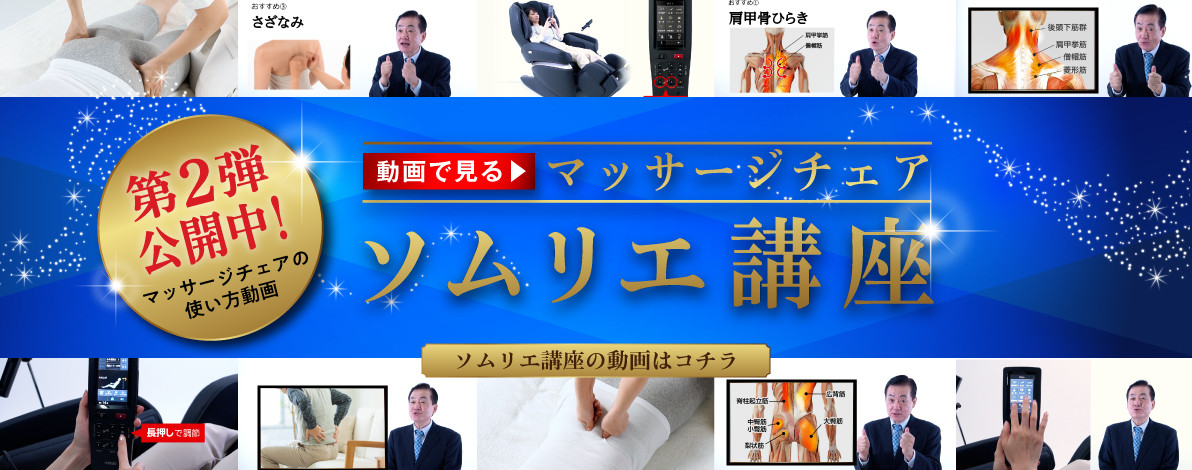 おすすめ③
さざなみ
おすすめ①
肩甲骨ひらき
肩甲挙筋
僧帽筋
後頭下筋群
肩甲挙筋
僧帽筋
菱形筋
第2弾
公開中!
マッサージチェアの
使い方動画
動画で見る▶
マッサージチェア
ソムリエ講座
ソムリエ講座の動画はコチラ
長押しで調節
脊柱起立筋
広背筋
中臀筋
小臀筋
大臀筋
梨状筋